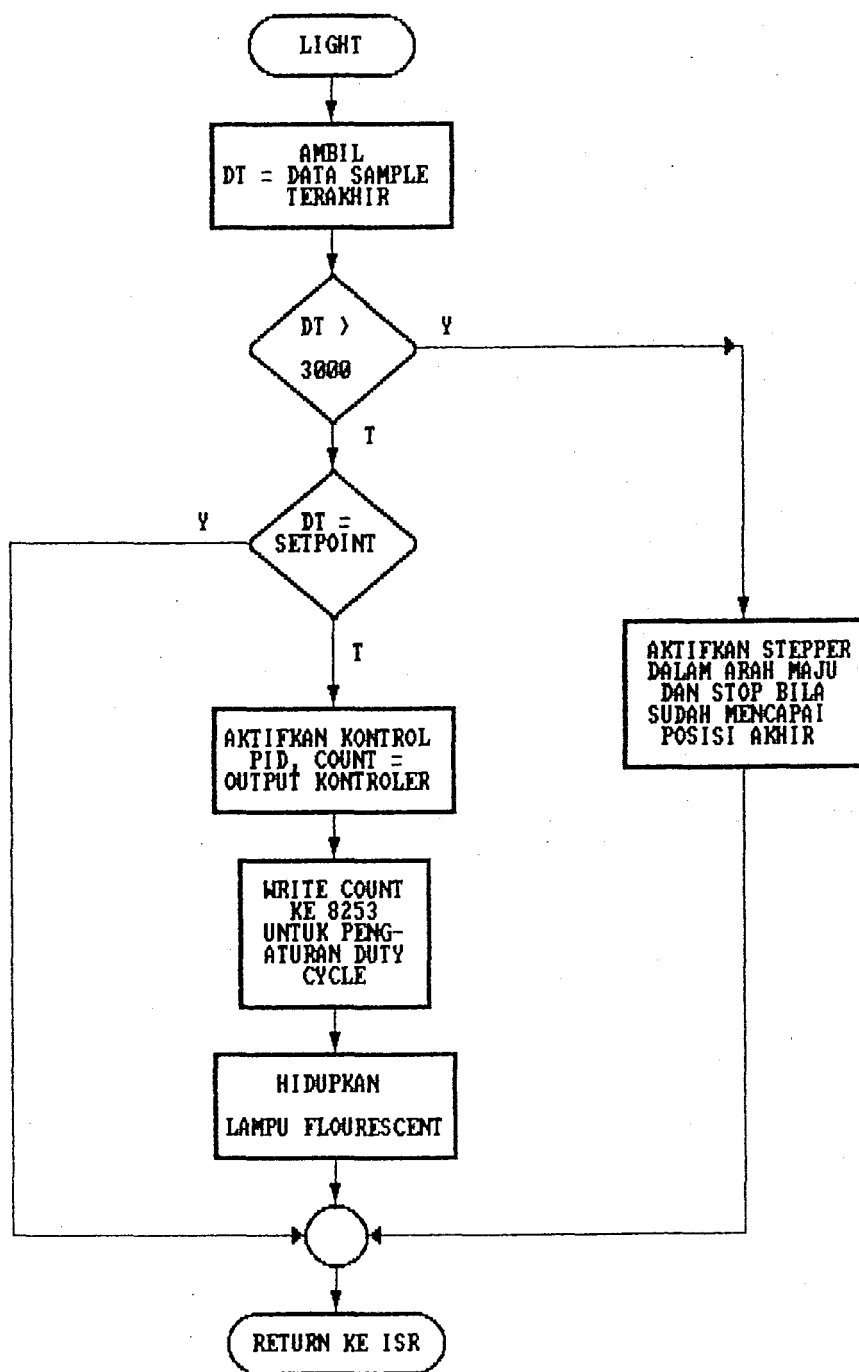 LIGHT
AMBIL
DT = DATA SAMPLE
TERAKHIR
DT >
3000
Y
T
DT =
SETPOINT
Y
T
AKTIFKAN STEPPER
DALAM ARAH MAJU
DAN STOP BILA
SUDAH MENCAPAI
POSISI AKHIR
AKTIFKAN KONTROL
PID, COUNT =
OUTPUT KONTROLER
WRITE COUNT
KE 8253
UNTUK PENG-
ATURAN DUTY
CYCLE
HIDUPKAN
LAMPU FLOURESCENT
RETURN KE ISR